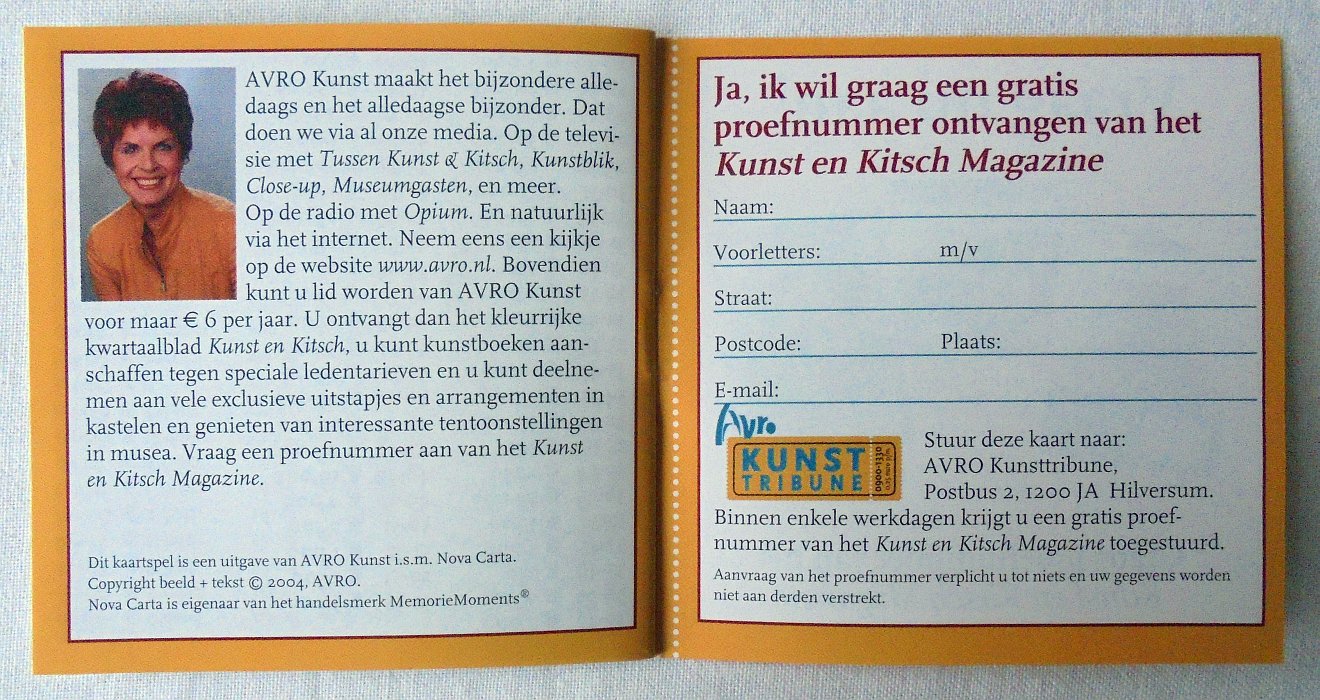 AVRO Kunst maakt het bijzondere alle-
daags en het alledaagse bijzonder. Dat
doen we via al onze media. Op de televi-
sie met Tussen Kunst & Kitsch, Kunstblik,
Close-up, Museumgasten, en meer.
Op de radio met Opium. En natuurlijk
via het internet. Neem eens een kijkje
op de website www.avro.nl. Bovendien
kunt u lid worden van AVRO Kunst
voor maar € 6 per jaar. U ontvangt dan het kleurrijke
kwartaalblad Kunst en Kitsch, u kunt kunstboeken aan-
schaffen tegen speciale ledentarieven en u kunt deelne-
men aan vele exclusieve uitstapjes en arrangementen in
kastelen en genieten van interessante tentoonstellingen
in musea. Vraag een proefnummer aan van het Kunst
en Kitsch Magazine.
Dit kaartspel is een uitgave van AVRO Kunst i.s.m. Nova Carta.
Copyright beeld + tekst © 2004, AVRO.
Nova Carta is eigenaar van het handelsmerk MemorieMoments®
Ja, ik wil graag een gratis
proefnummer ontvangen van het
Kunst en Kitsch Magazine
Naam:
Voorletters: m/v
Straat:
Postcode: Plaats:
E-mail:
Avro
KUNST
TRIBUNE
0900-1330
Stuur deze kaart naar:
AVRO Kunsttribune,
Postbus 2, 1200 JA Hilversum.
Binnen enkele werkdagen krijgt u een gratis proef-
nummer van het Kunst en Kitsch Magazine toegestuurd.
Aanvraag van het proefnummer verplicht u tot niets en uw gegevens worden
niet aan derden verstrekt.